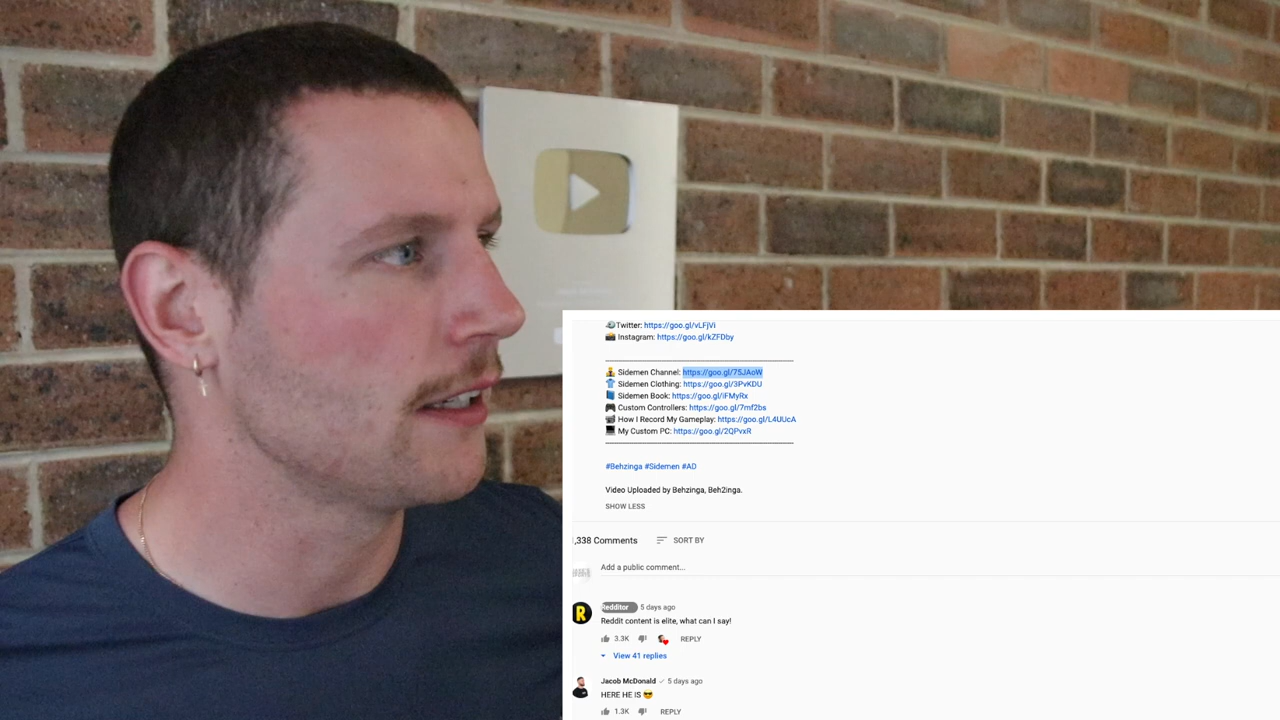 Twitter: https://goo.gl/vLFjVi
Instagram: https://goo.gl/kZFDby
Sidemen Channel: https://goo.gl/75JAoW
Sidemen Clothing: https://goo.gl/3PvKDU
Sidemen Book: https://goo.gl/iFMyRx
Custom Controllers: https://goo.gl/7mf2bs
How I Record My Gameplay: https://goo.gl/L4UUcA
My Custom PC: https://goo.gl/2QPvxR
#Behzinga #Sidemen #AD
Video Uploaded by Behzinga, Beh2inga.
SHOW LESS
,338 Comments SORT BY
Add a public comment...
Redditor 5 days ago
Reddit content is elite, what can I say!
3.3K REPLY
View 41 replies
Jacob McDonald 5 days ago
HERE HE IS 😎
1.3K REPLY